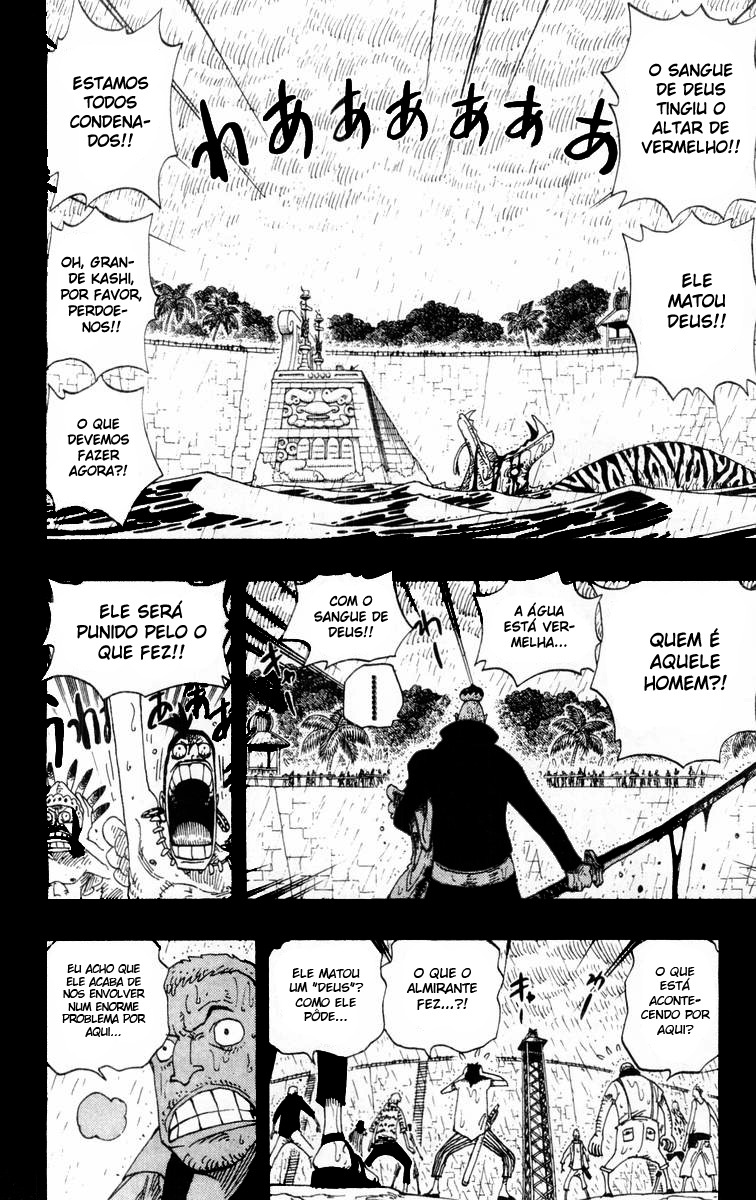 O SANGUE
DE DEUS
TINGIU O
ALTAR DE
VERMELHO!!
わあああああああ
ESTAMOS
TODOS
CONDENA-
DOS!!
ELE
MATOU
DEUS!!
OH, GRAN-
DE KASHI,
POR FAVOR,
PERDOE-
NOS!!
O QUE
DEVEMOS
FAZER
AGORA?!
QUEM É
AQUELE
HOMEM?!
A ÁGUA
ESTÁ VER-
MELHA...
COM O
SANGUE DE
DEUS!!
ELE SERÁ
PUNIDO PELO O
QUE FEZ!!
O QUE
ESTÁ
ACONTE-
CENDO POR
AQUI?
O QUE O
ALMIRANTE
FEZ...?!
ELE MATOU
UM "DEUS"?
COMO ELE
PÔDE...
EU ACHO QUE
ELE ACABA DE
NOS ENVOLVER
NUM ENORME
PROBLEMA POR
AQUI...